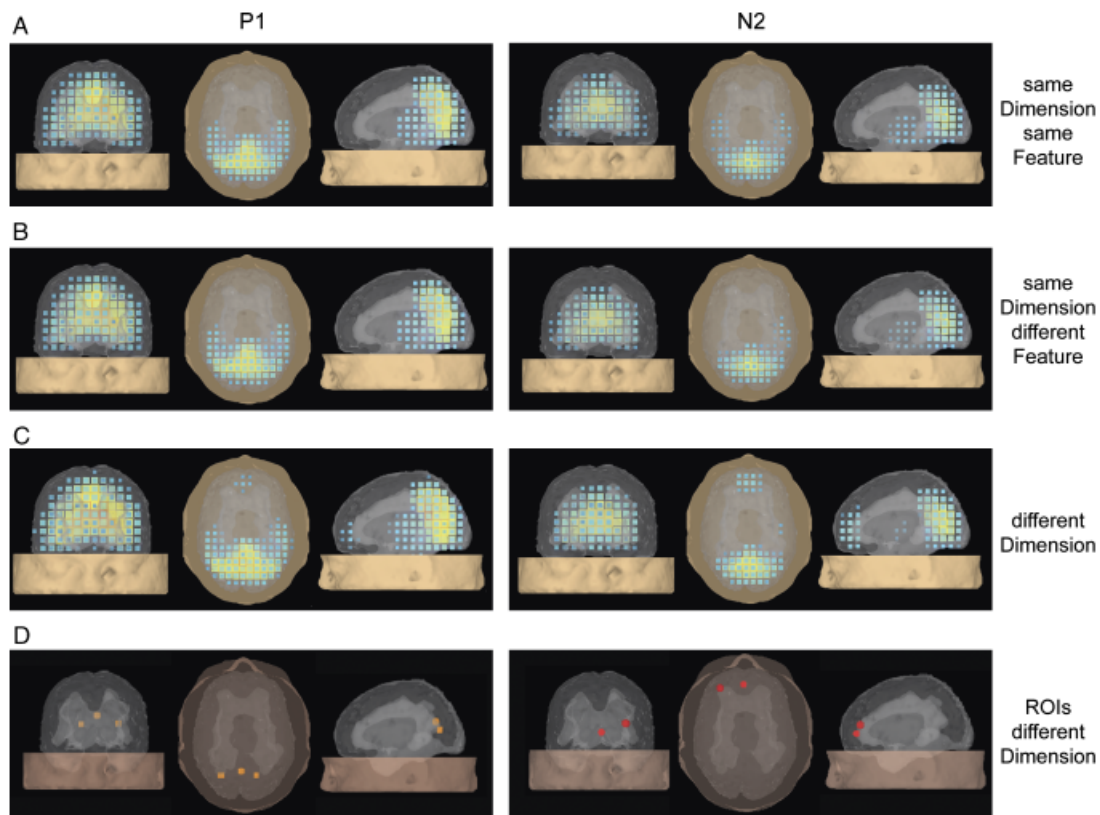 A
P1
N2
same
Dimension
same
Feature
B
same
Dimension
different
Feature
C
different
Dimension
D
ROIs
different
Dimension